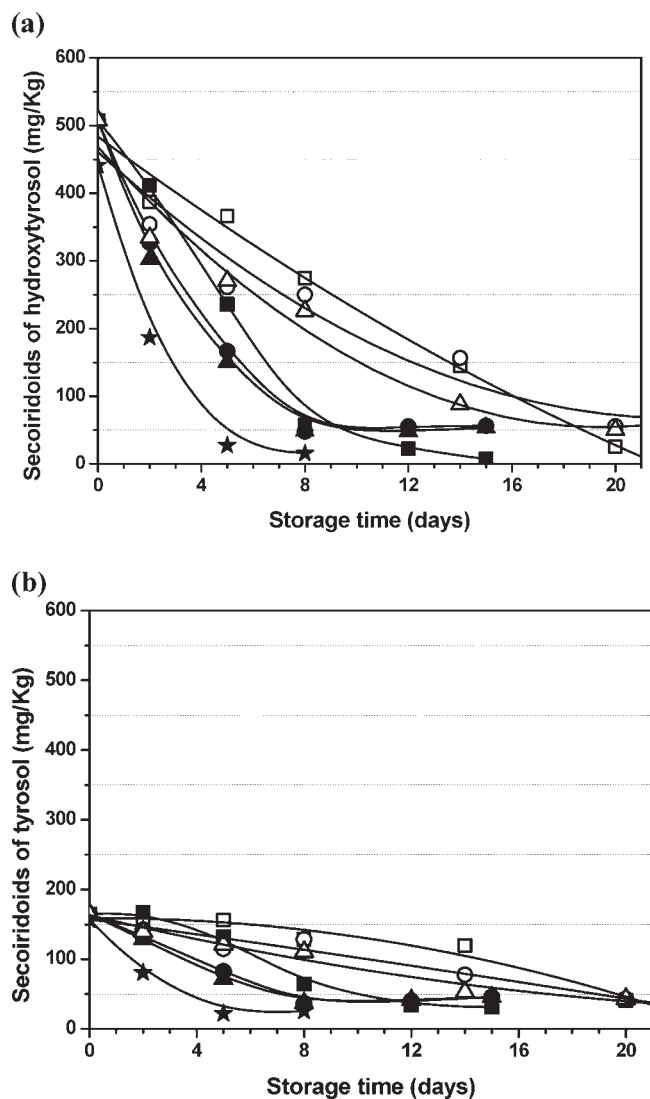 (a)
600
500
400
300
200
100
0
Secoiridoids of hydroxytyrosol (mg/Kg)
0 4 8 12 16 20
Storage time (days)
(b)
600
500
400
300
200
100
0
Secoiridoids of tyrosol (mg/Kg)
0 4 8 12 16 20
Storage time (days)